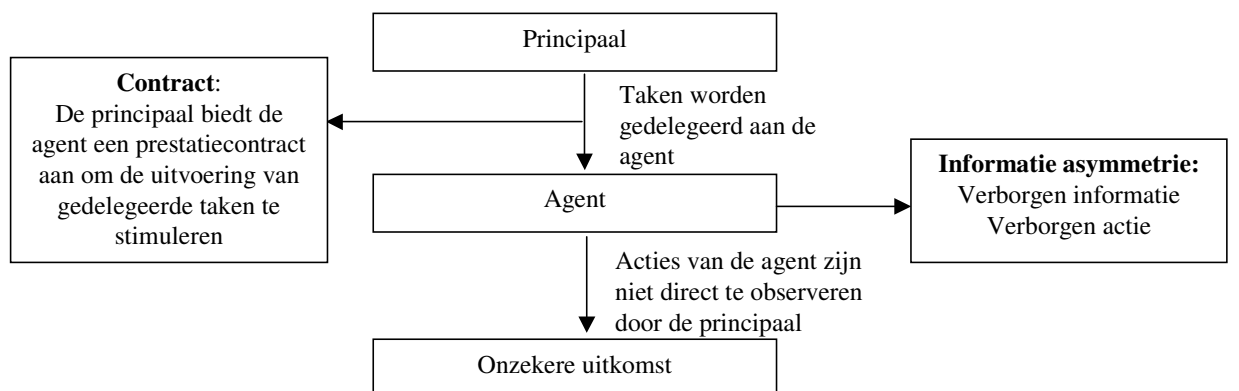 Principaal
Contract:
De principaal biedt de
agent een prestatiecontract
aan om de uitvoering van
gedelegeerde taken te
stimuleren
Taken worden
gedelegeerd aan de
agent
Agent
Informatie asymmetrie:
Verborgen informatie
Verborgen actie
Acties van de agent zijn
niet direct te observeren
door de principaal
Onzekere uitkomst